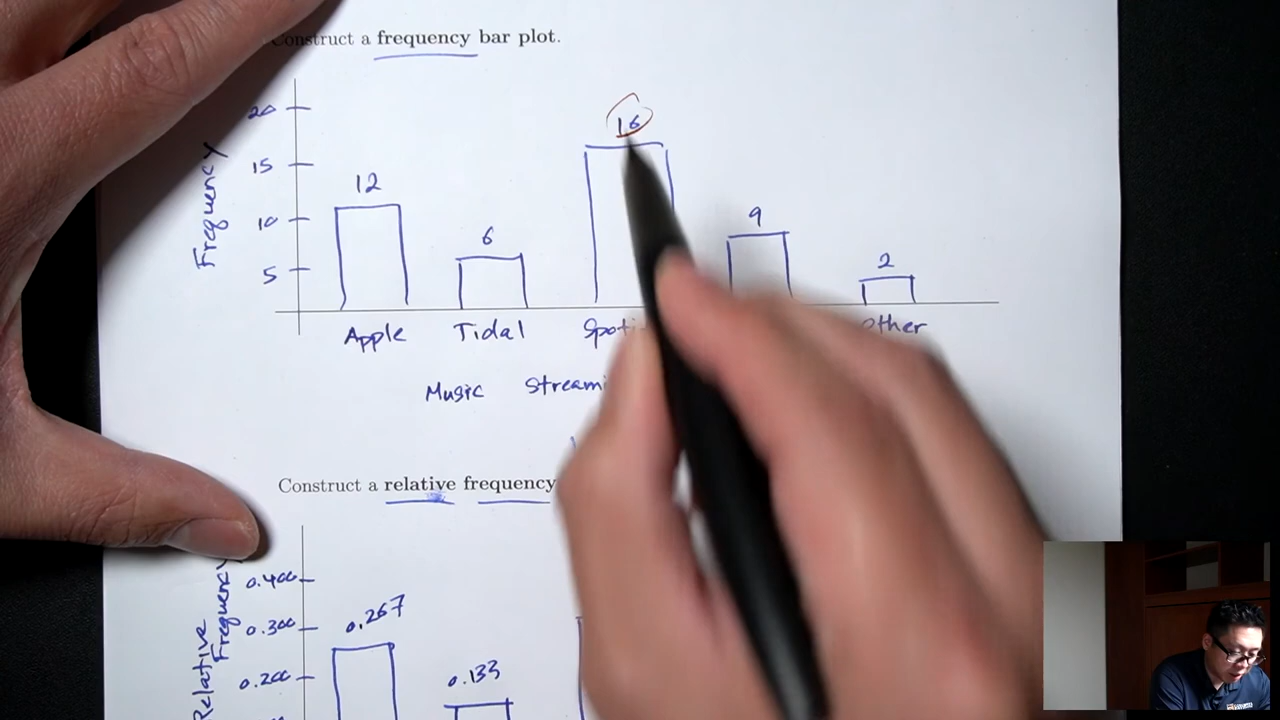 Construct a frequency bar plot.
20
16
15
12
10
9
6
5
2
Frequency
Apple Tidal Other
Music
Construct a relative frequency
0.400
0.300
0.267
0.200
0.133
Relative
Frequency